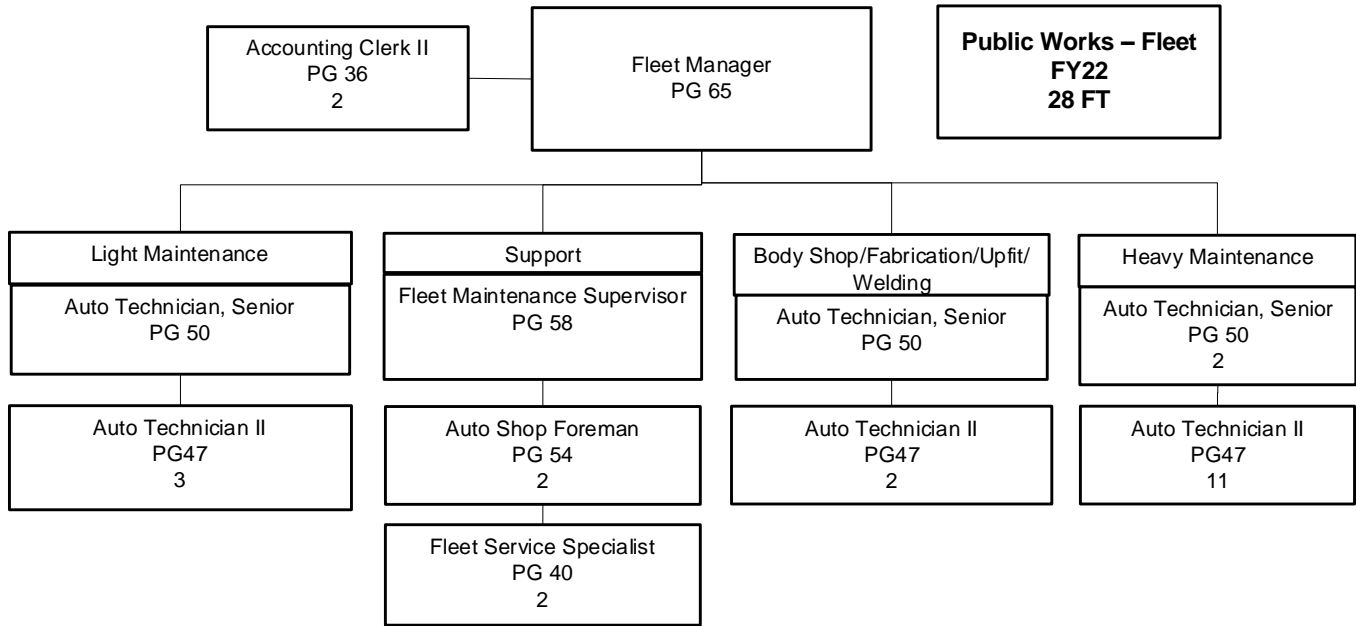 Accounting Clerk II
PG 36
2
Fleet Manager
PG 65
Public Works – Fleet
FY22
28 FT
Light Maintenance
Auto Technician, Senior
PG 50
Auto Technician II
PG47
3
Support
Fleet Maintenance Supervisor
PG 58
Auto Shop Foreman
PG 54
2
Fleet Service Specialist
PG 40
2
Body Shop/Fabrication/Upfit/
Welding
Auto Technician, Senior
PG 50
Auto Technician II
PG47
2
Heavy Maintenance
Auto Technician, Senior
PG 50
2
Auto Technician II
PG47
11